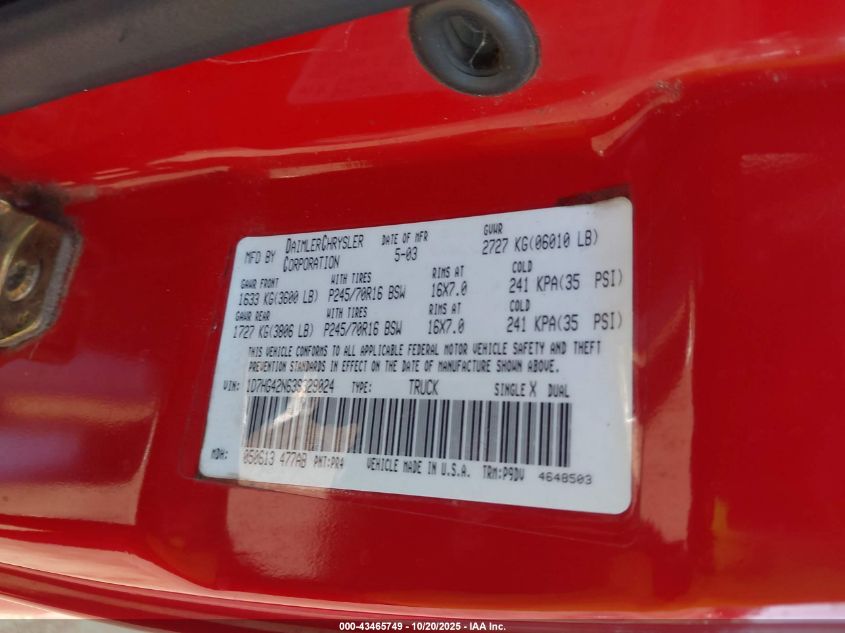 MFD BY DAIMLERCHRYSLER CORPORATION DATE OF MFR 5-03 GVWR 2727 KG(06010 LB)
GAWR FRONT WITH TIRES RIMS AT COLD
1633 KG(3600 LB) P245/70R16 BSW 16X7.0 241 KPA(35 PSI)
GAWR REAR WITH TIRES RIMS AT COLD
1727 KG(3806 LB) P245/70R16 BSW 16X7.0 241 KPA(35 PSI)
THIS VEHICLE CONFORMS TO ALL APPLICABLE FEDERAL MOTOR VEHICLE SAFETY AND THEFT
PREVENTION STANDARDS IN EFFECT ON THE DATE OF MANUFACTURE SHOWN ABOVE.
VIN: 1D7HG42N63S329024 TYPE: TRUCK SINGLE X DUAL
MDH: 050613 477AB PNT:PR4 VEHICLE MADE IN U.S.A. TRM:P9DV 4648503
000-43465749 - 10/20/2025 - IAA Inc.